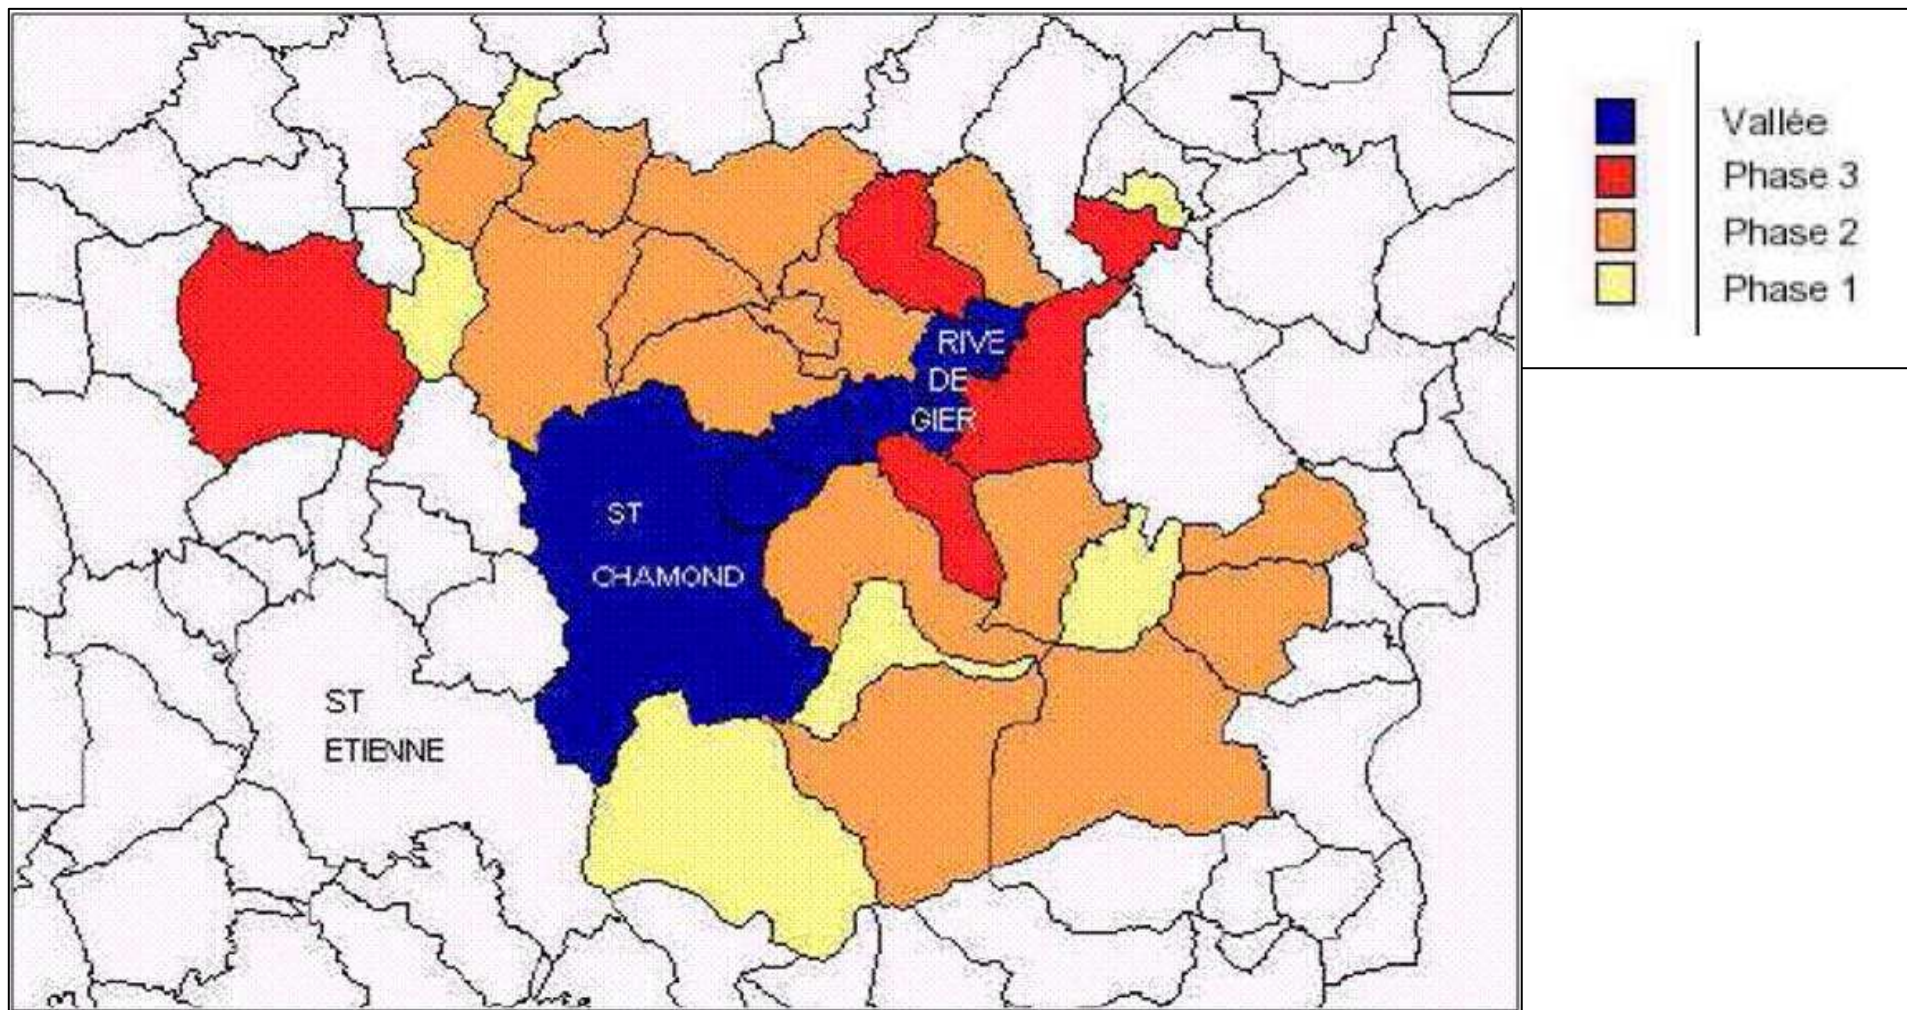 RIVE
DE
GIER
ST
CHAMOND
ST
ETIENNE
Vallée
Phase 3
Phase 2
Phase 1